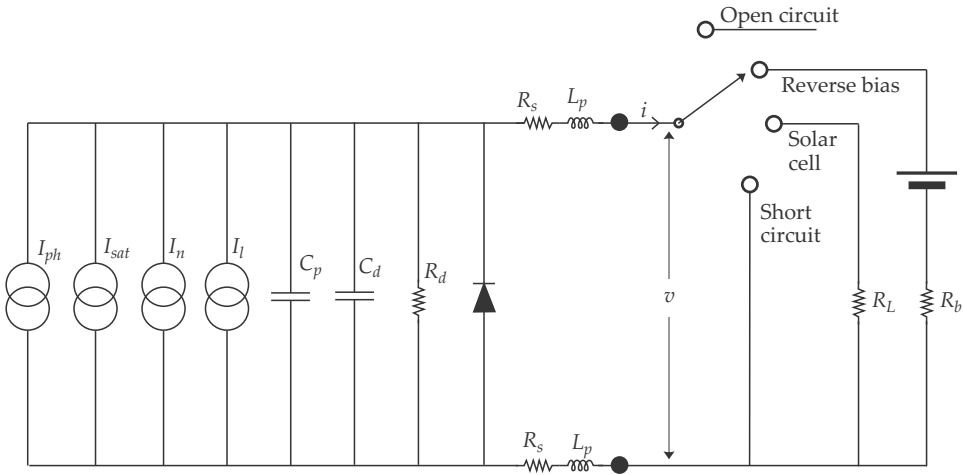 Open circuit
Reverse bias
R_s
L_p
i
Solar
cell
Short
circuit
I_ph
I_sat
I_n
I_l
C_p
C_d
R_d
v
R_L
R_b
R_s
L_p